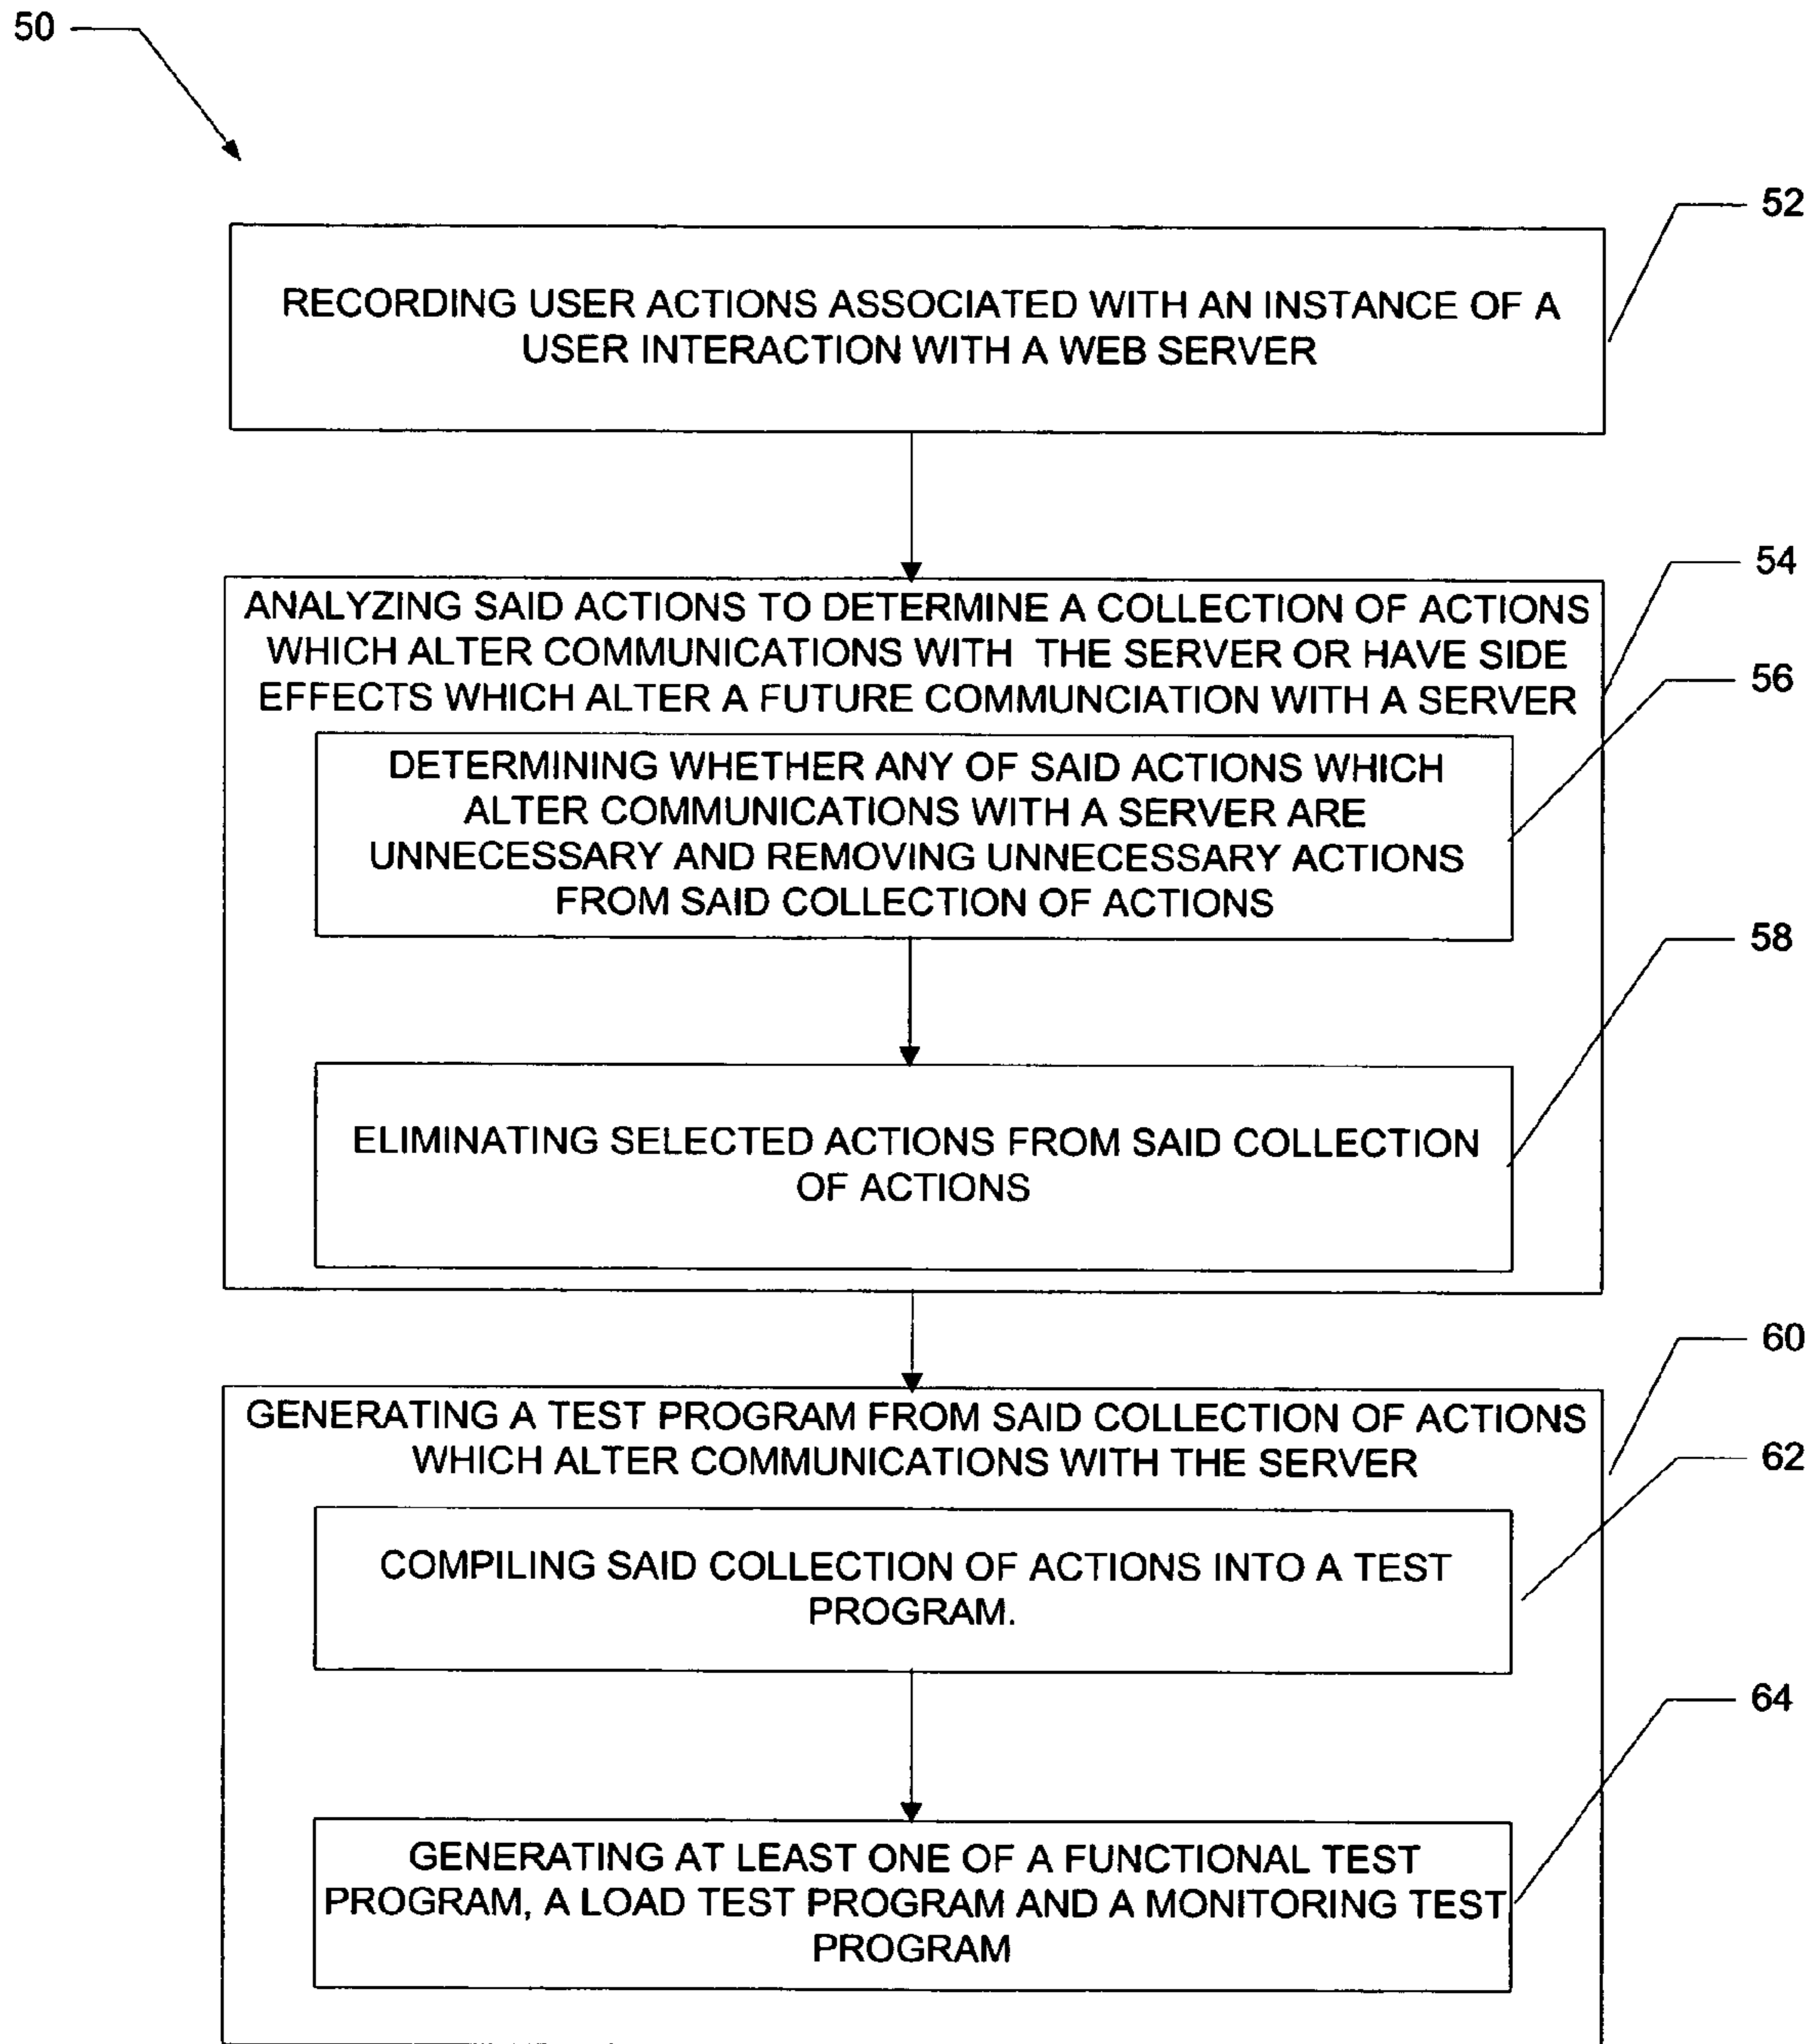 50
52
RECORDING USER ACTIONS ASSOCIATED WITH AN INSTANCE OF A
USER INTERACTION WITH A WEB SERVER
54
ANALYZING SAID ACTIONS TO DETERMINE A COLLECTION OF ACTIONS
WHICH ALTER COMMUNICATIONS WITH THE SERVER OR HAVE SIDE
EFFECTS WHICH ALTER A FUTURE COMMUNCIATION WITH A SERVER
56
DETERMINING WHETHER ANY OF SAID ACTIONS WHICH
ALTER COMMUNICATIONS WITH A SERVER ARE
UNNECESSARY AND REMOVING UNNECESSARY ACTIONS
FROM SAID COLLECTION OF ACTIONS
58
ELIMINATING SELECTED ACTIONS FROM SAID COLLECTION
OF ACTIONS
60
GENERATING A TEST PROGRAM FROM SAID COLLECTION OF ACTIONS
WHICH ALTER COMMUNICATIONS WITH THE SERVER
62
COMPILING SAID COLLECTION OF ACTIONS INTO A TEST
PROGRAM.
64
GENERATING AT LEAST ONE OF A FUNCTIONAL TEST
PROGRAM, A LOAD TEST PROGRAM AND A MONITORING TEST
PROGRAM